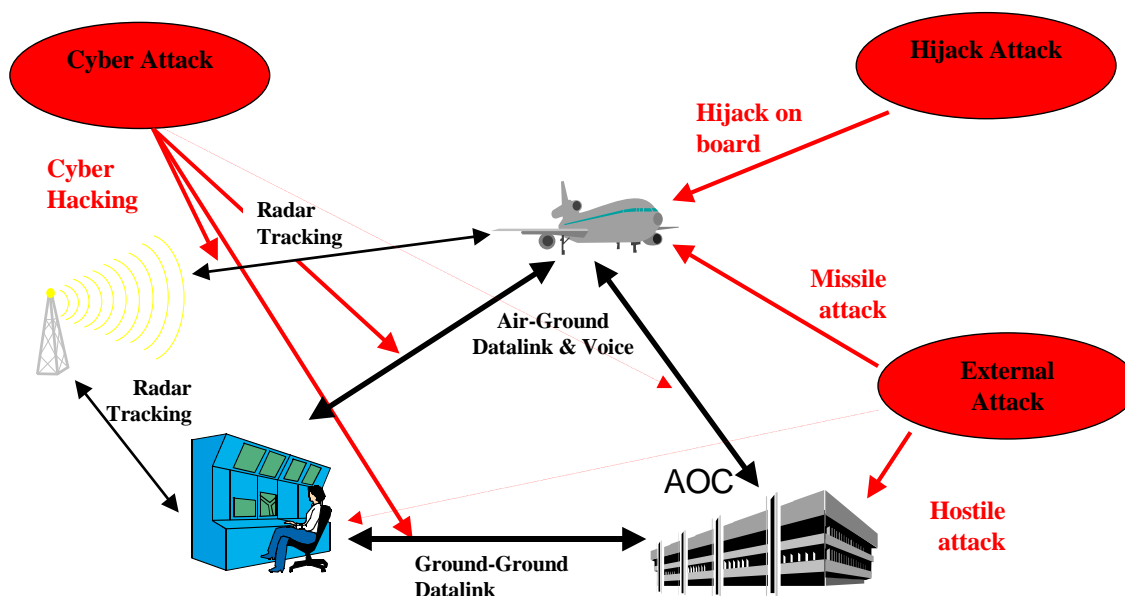 Cyber Attack
Hijack Attack
Hijack on
board
Cyber
Hacking
Radar
Tracking
Missile
attack
Air-Ground
Datalink & Voice
Radar
Tracking
External
Attack
AOC
Hostile
attack
Ground-Ground
Datalink